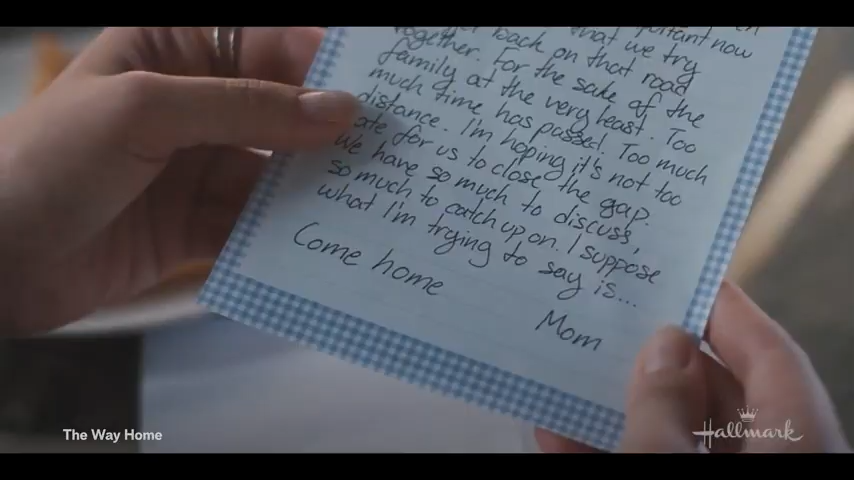 that we try
back on that road
together. For the sake of the
family at the very least. Too
much time has passed. Too much
distance. I'm hoping it's not too
ate for us to close the gap.
We have so much to discuss,
so much to catch up on. I suppose
what I'm trying to say is...
Come home
Mom
The Way Home
Hallmark